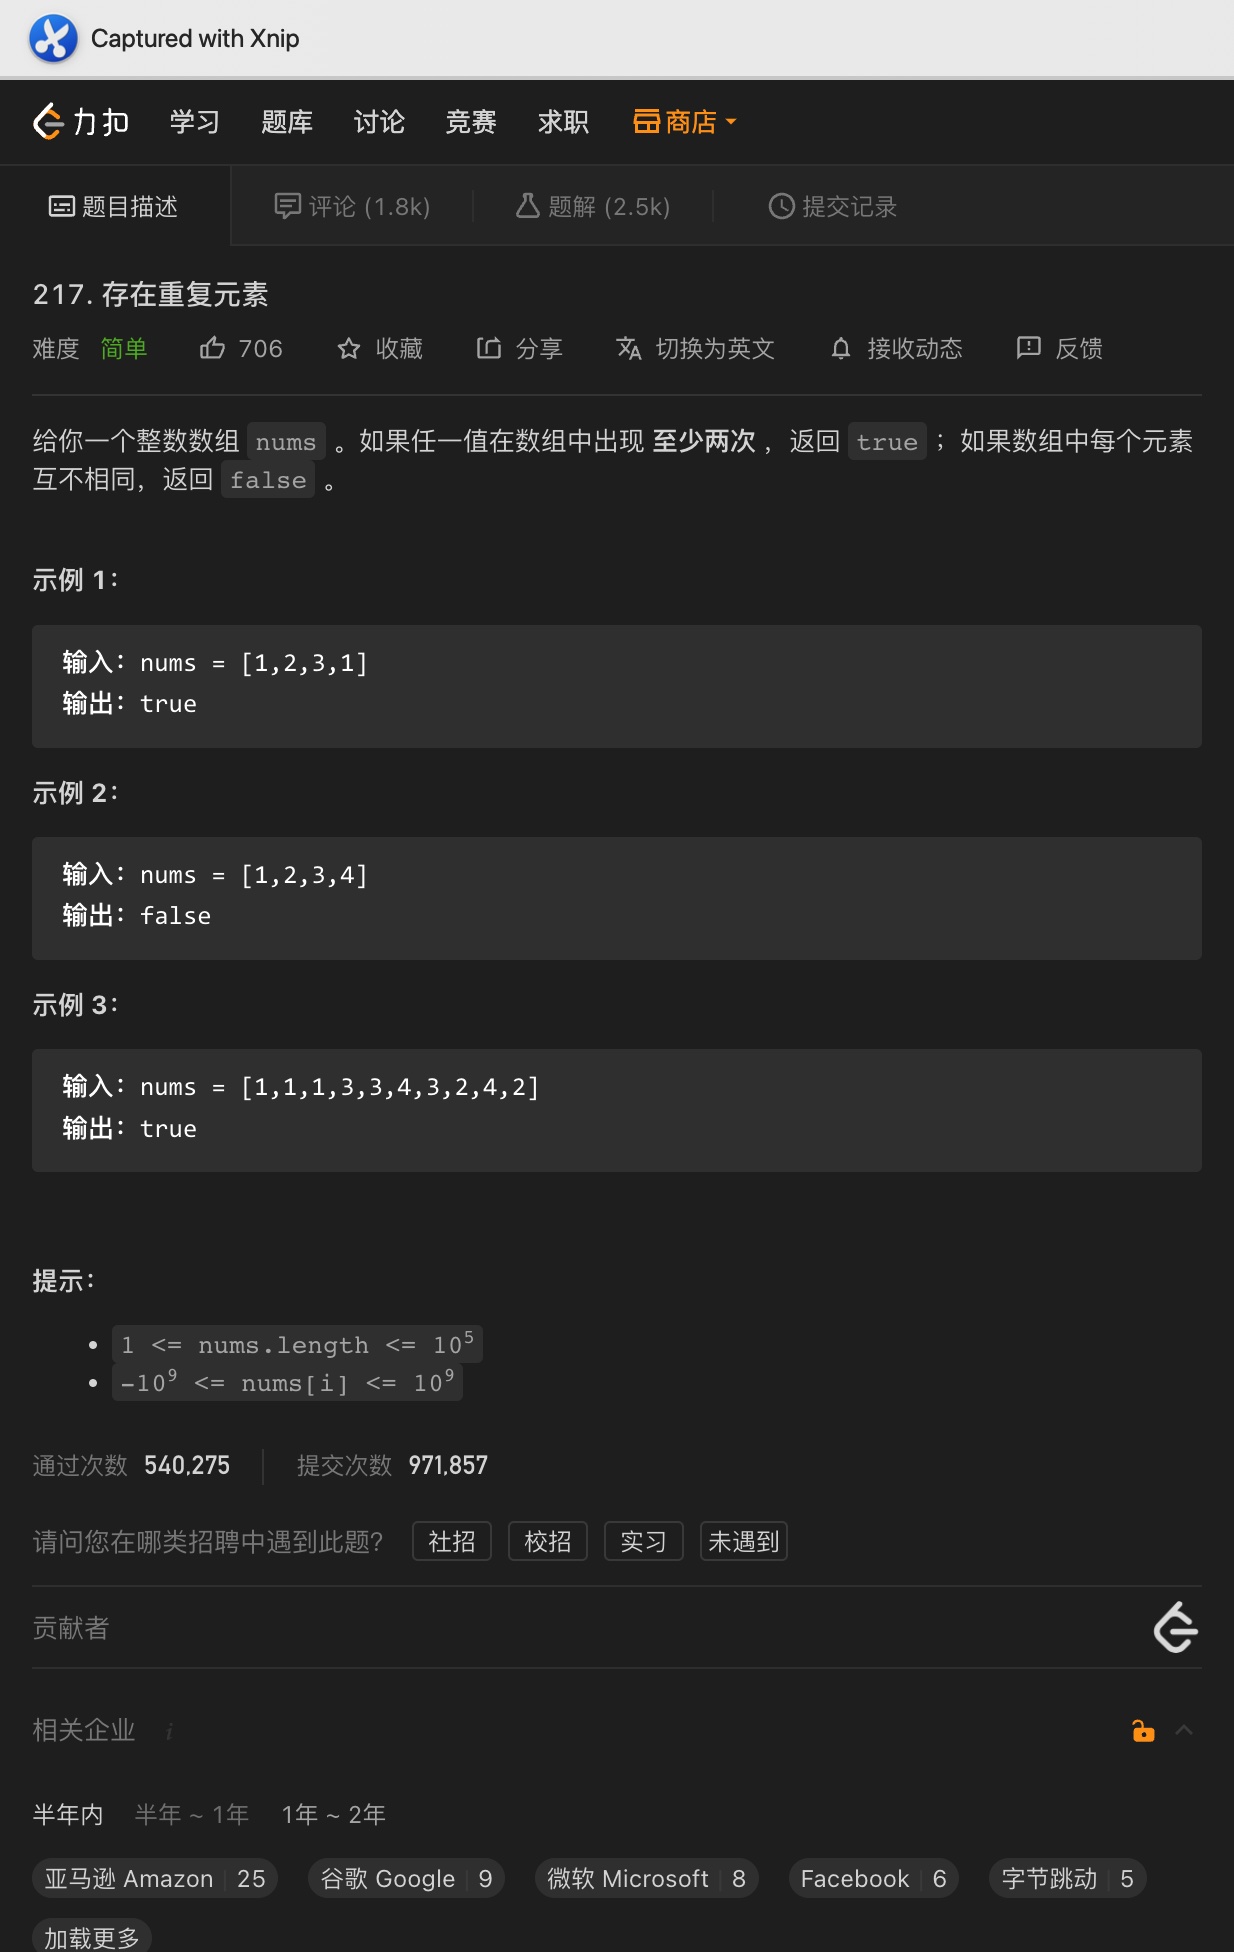 Captured with Xnip
力扣 学习 题库 讨论 竞赛 求职 商店
题目描述 评论 (1.8k) 题解 (2.5k) 提交记录
217. 存在重复元素
难度 简单 706 收藏 分享 切换为英文 接收动态 反馈
给你一个整数数组 nums 。如果任一值在数组中出现 至少两次 ，返回 true ；如果数组中每个元素
互不相同，返回 false 。
示例 1：
输入：nums = [1,2,3,1]
输出：true
示例 2：
输入：nums = [1,2,3,4]
输出：false
示例 3：
输入：nums = [1,1,1,3,3,4,3,2,4,2]
输出：true
提示：
• 1 <= nums.length <= 10⁵
• -10⁹ <= nums[i] <= 10⁹
通过次数 540,275 提交次数 971,857
请问您在哪类招聘中遇到此题？ 社招 校招 实习 未遇到
贡献者
相关企业 i
半年内 半年 ~ 1年 1年 ~ 2年
亚马逊 Amazon 25 谷歌 Google 9 微软 Microsoft 8 Facebook 6 字节跳动 5
加载更多